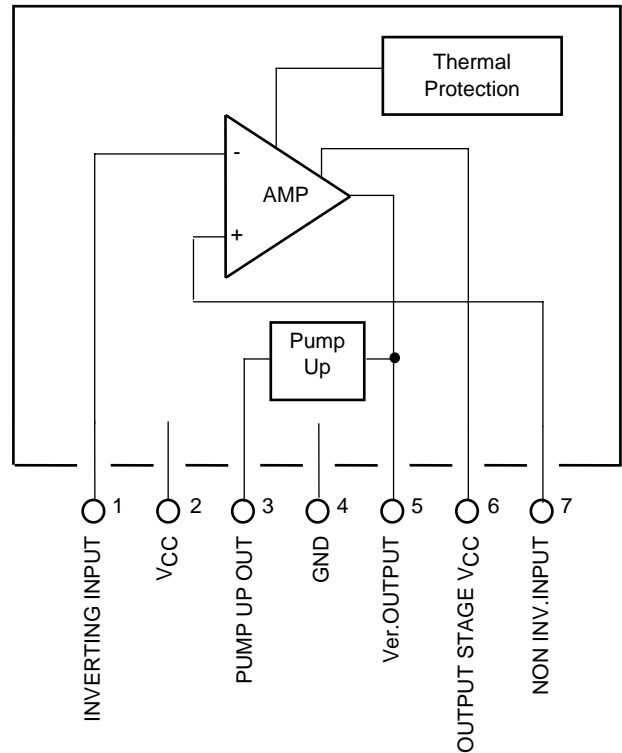 Thermal
Protection
-
AMP
+
Pump
Up
1
2
3
4
5
6
7
INVERTING INPUT
VCC
PUMP UP OUT
GND
Ver.OUTPUT
OUTPUT STAGE VCC
NON INV.INPUT